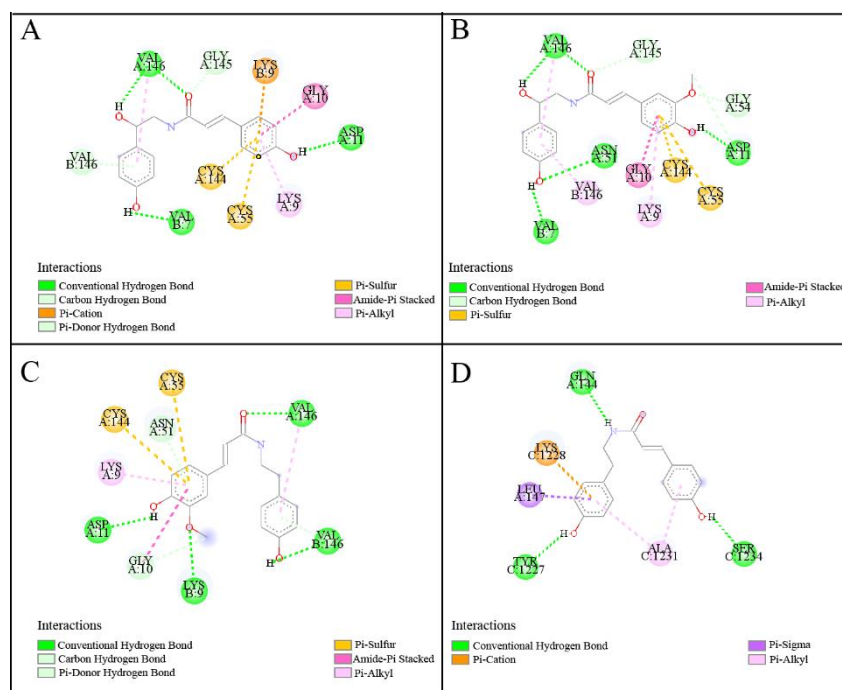 A
VAL
A:146
GLY
A:145
LYS
B:9
GLY
A:10
ASP
A:11
H
O
O
N
H
VAL
B:146
CYS
A:144
O
H
CYS
A:55
LYS
A:9
O
H
VAL
B:7
Interactions
Conventional Hydrogen Bond
Carbon Hydrogen Bond
Pi-Cation
Pi-Donor Hydrogen Bond
Pi-Sulfur
Amide-Pi Stacked
Pi-Alkyl
B
VAL
A:146
GLY
A:145
GLY
A:54
H
O
O
N
H
O
O
H
ASP
A:11
ASN
A:51
CYS
A:144
GLY
A:10
CYS
A:55
O
H
VAL
B:146
LYS
A:9
VAL
B:7
Interactions
Conventional Hydrogen Bond
Carbon Hydrogen Bond
Pi-Sulfur
Amide-Pi Stacked
Pi-Alkyl
C
CYS
A:55
CYS
A:144
ASN
A:51
VAL
A:146
O
N
H
LYS
A:9
O
H
O
ASP
A:11
GLY
A:10
LYS
B:9
VAL
B:146
H
O
Interactions
Conventional Hydrogen Bond
Carbon Hydrogen Bond
Pi-Donor Hydrogen Bond
Pi-Sulfur
Amide-Pi Stacked
Pi-Alkyl
D
GLN
A:144
H
N
O
LYS
C:1228
LEU
A:147
O
H
O
H
TYR
C:1227
ALA
C:1231
SER
C:1234
Interactions
Conventional Hydrogen Bond
Pi-Cation
Pi-Sigma
Pi-Alkyl